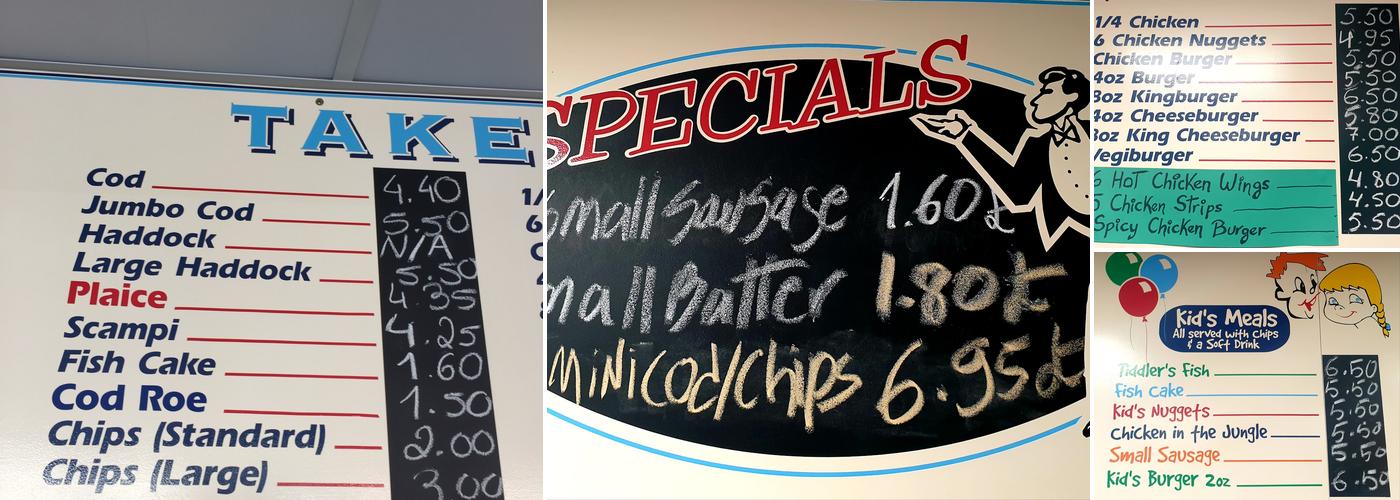 TAKE
Cod 4.40
Jumbo Cod 5.50
Haddock N/A
Large Haddock 5.50
Plaice 4.35
Scampi 4.25
Fish Cake 1.60
Cod Roe 1.50
Chips (Standard) 2.00
Chips (Large) 3.00
1/
6
SPECIALS
Small Sausage 1.60£
mall Batter 1.80£
Minicod/Chips 6.95£
1/4 Chicken 5.50
6 Chicken Nuggets 4.95
Chicken Burger 5.50
4oz Burger 5.50
8oz Kingburger 6.50
4oz Cheeseburger 5.80
8oz King Cheeseburger 7.00
Vegiburger 6.50
6 Hot Chicken Wings 4.80
5 Chicken Strips 4.50
Spicy Chicken Burger 5.50
Kid's Meals
All served with Chips
& a Soft Drink
Tiddler's Fish 6.50
Fish Cake 5.50
Kid's Nuggets 5.50
Chicken in the Jungle 5.50
Small Sausage 5.50
Kid's Burger 2oz 6.50